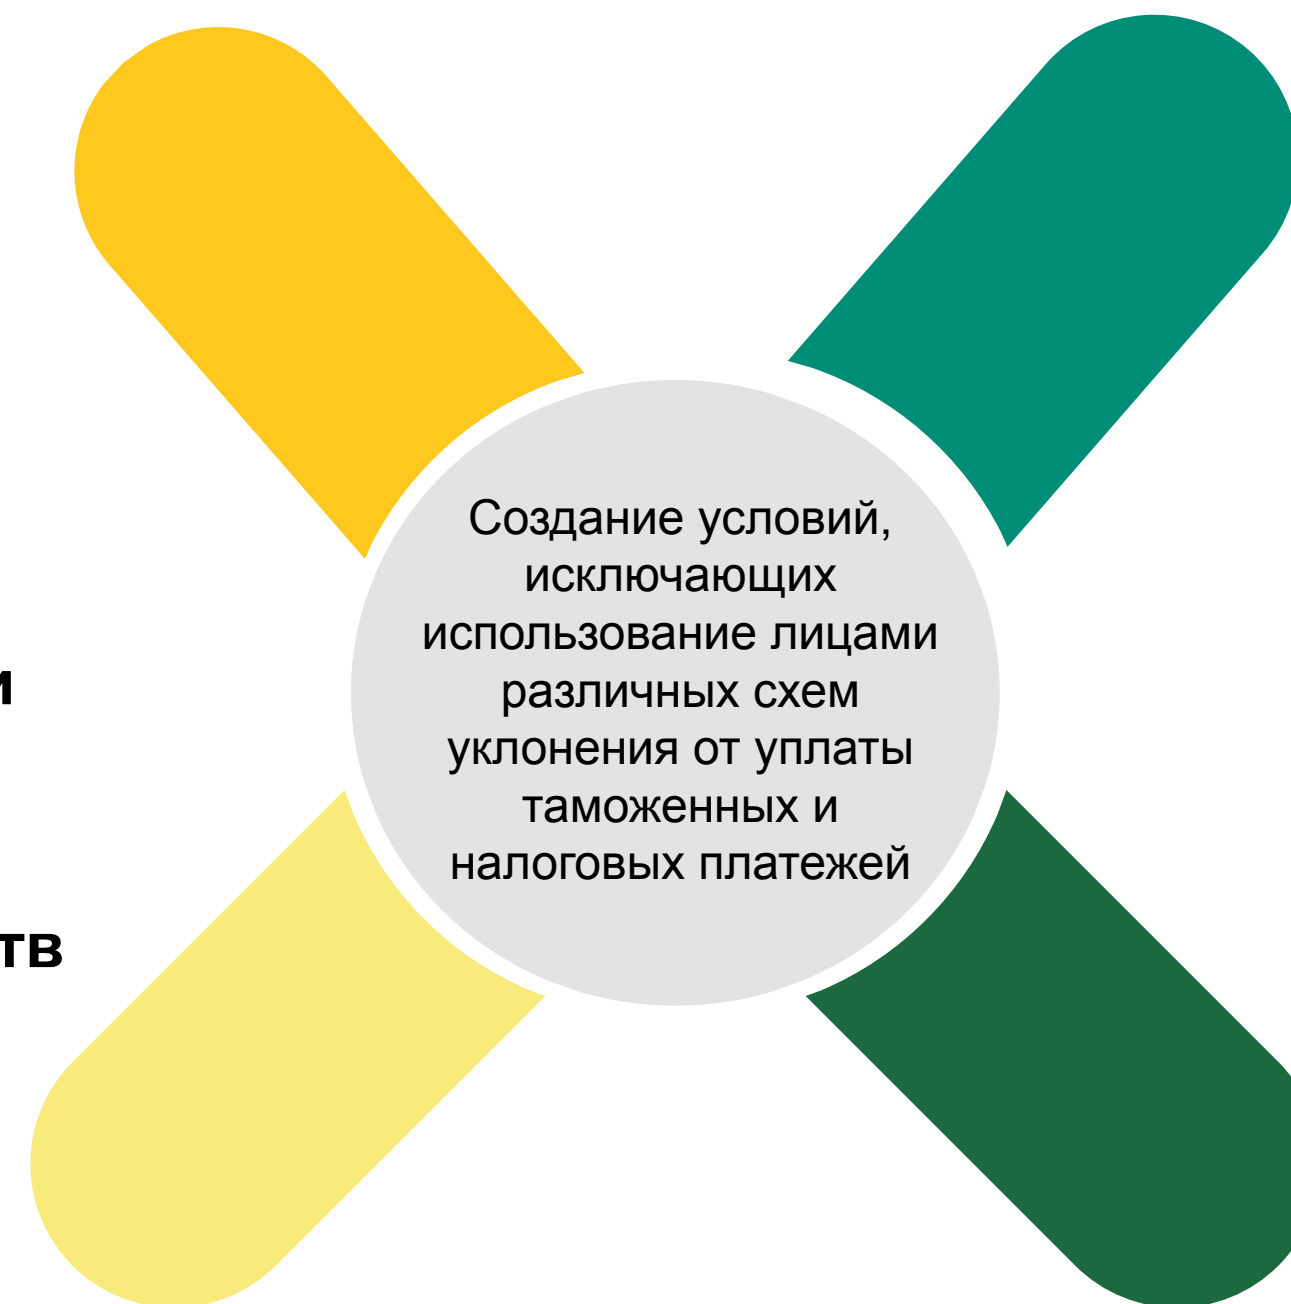 Создание условий,
исключающих
использование лицами
различных схем
уклонения от уплаты
таможенных и
налоговых платежей